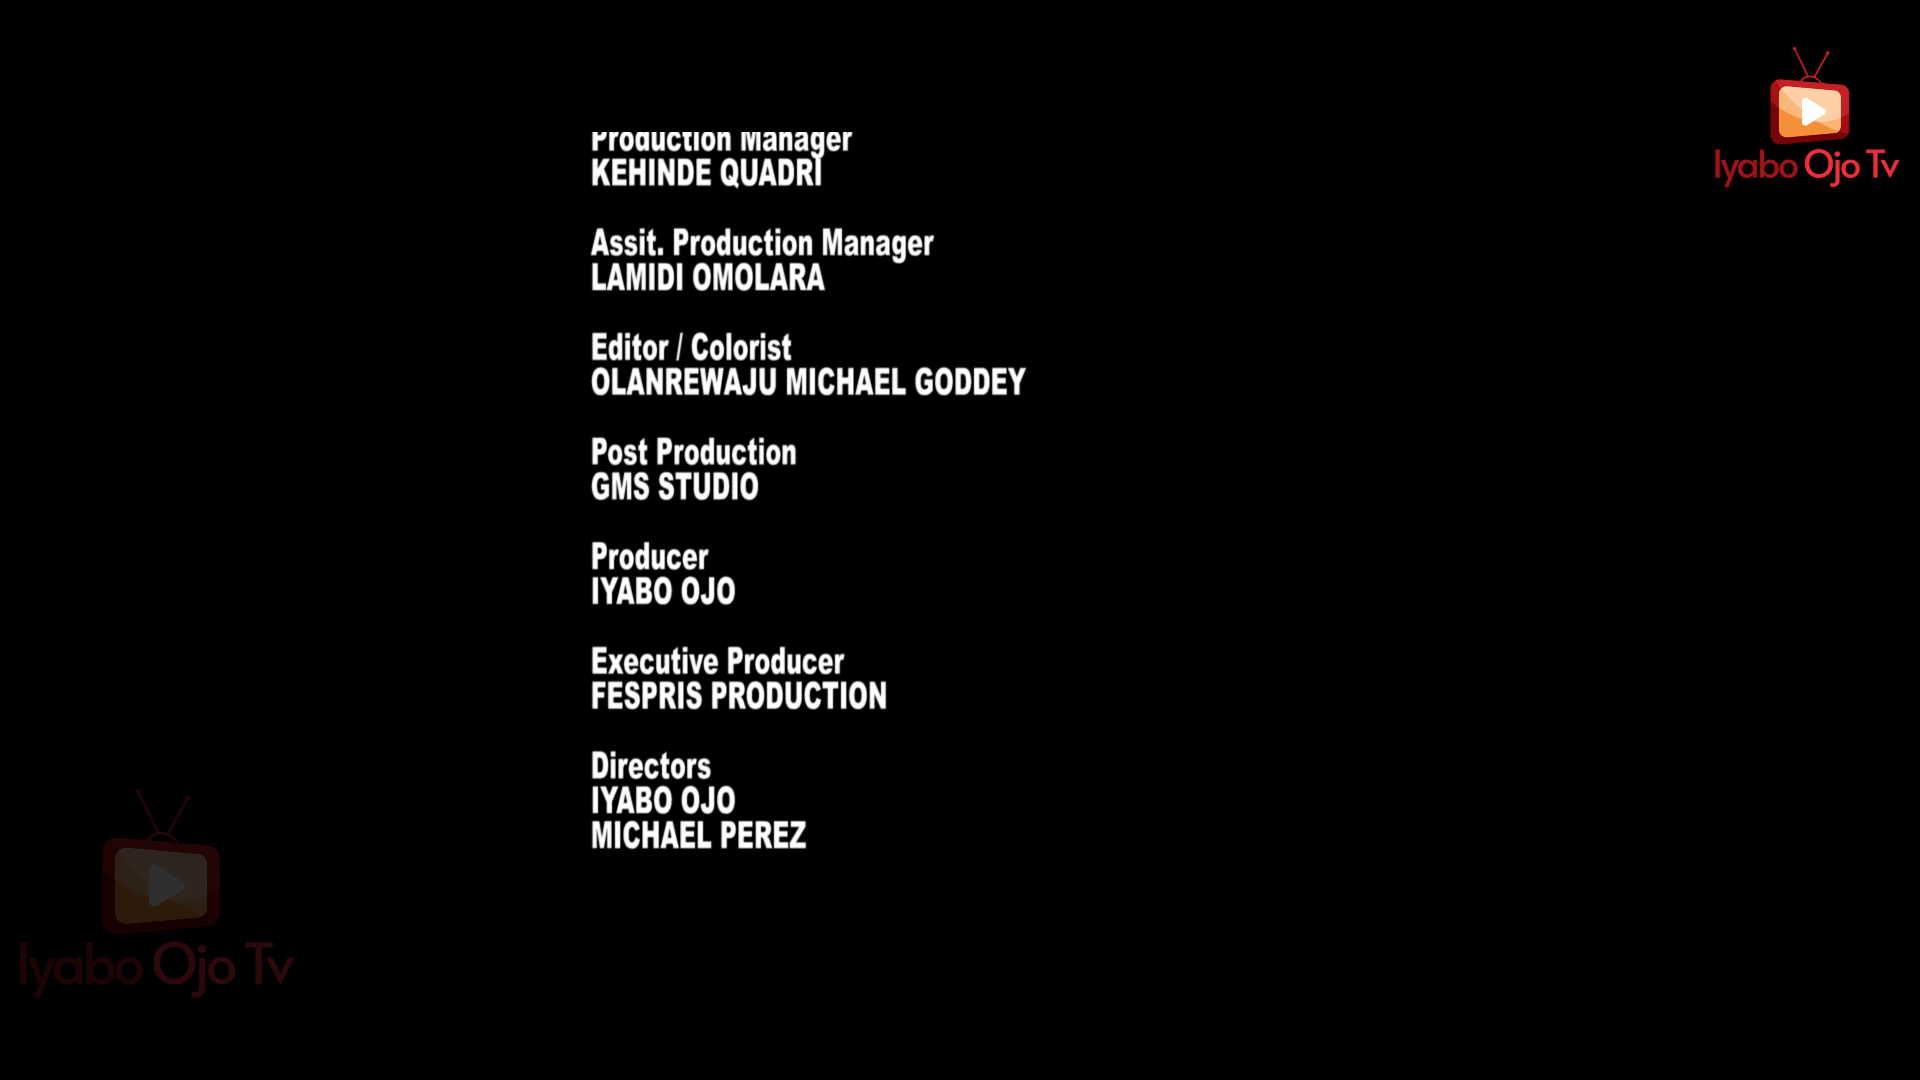 Production Manager
KEHINDE QUADRI
Assit. Production Manager
LAMIDI OMOLARA
Editor / Colorist
OLANREWAJU MICHAEL GODDEY
Post Production
GMS STUDIO
Producer
IYABO OJO
Executive Producer
FESPRIS PRODUCTION
Directors
IYABO OJO
MICHAEL PEREZ
Iyabo Ojo Tv
Iyabo Ojo Tv